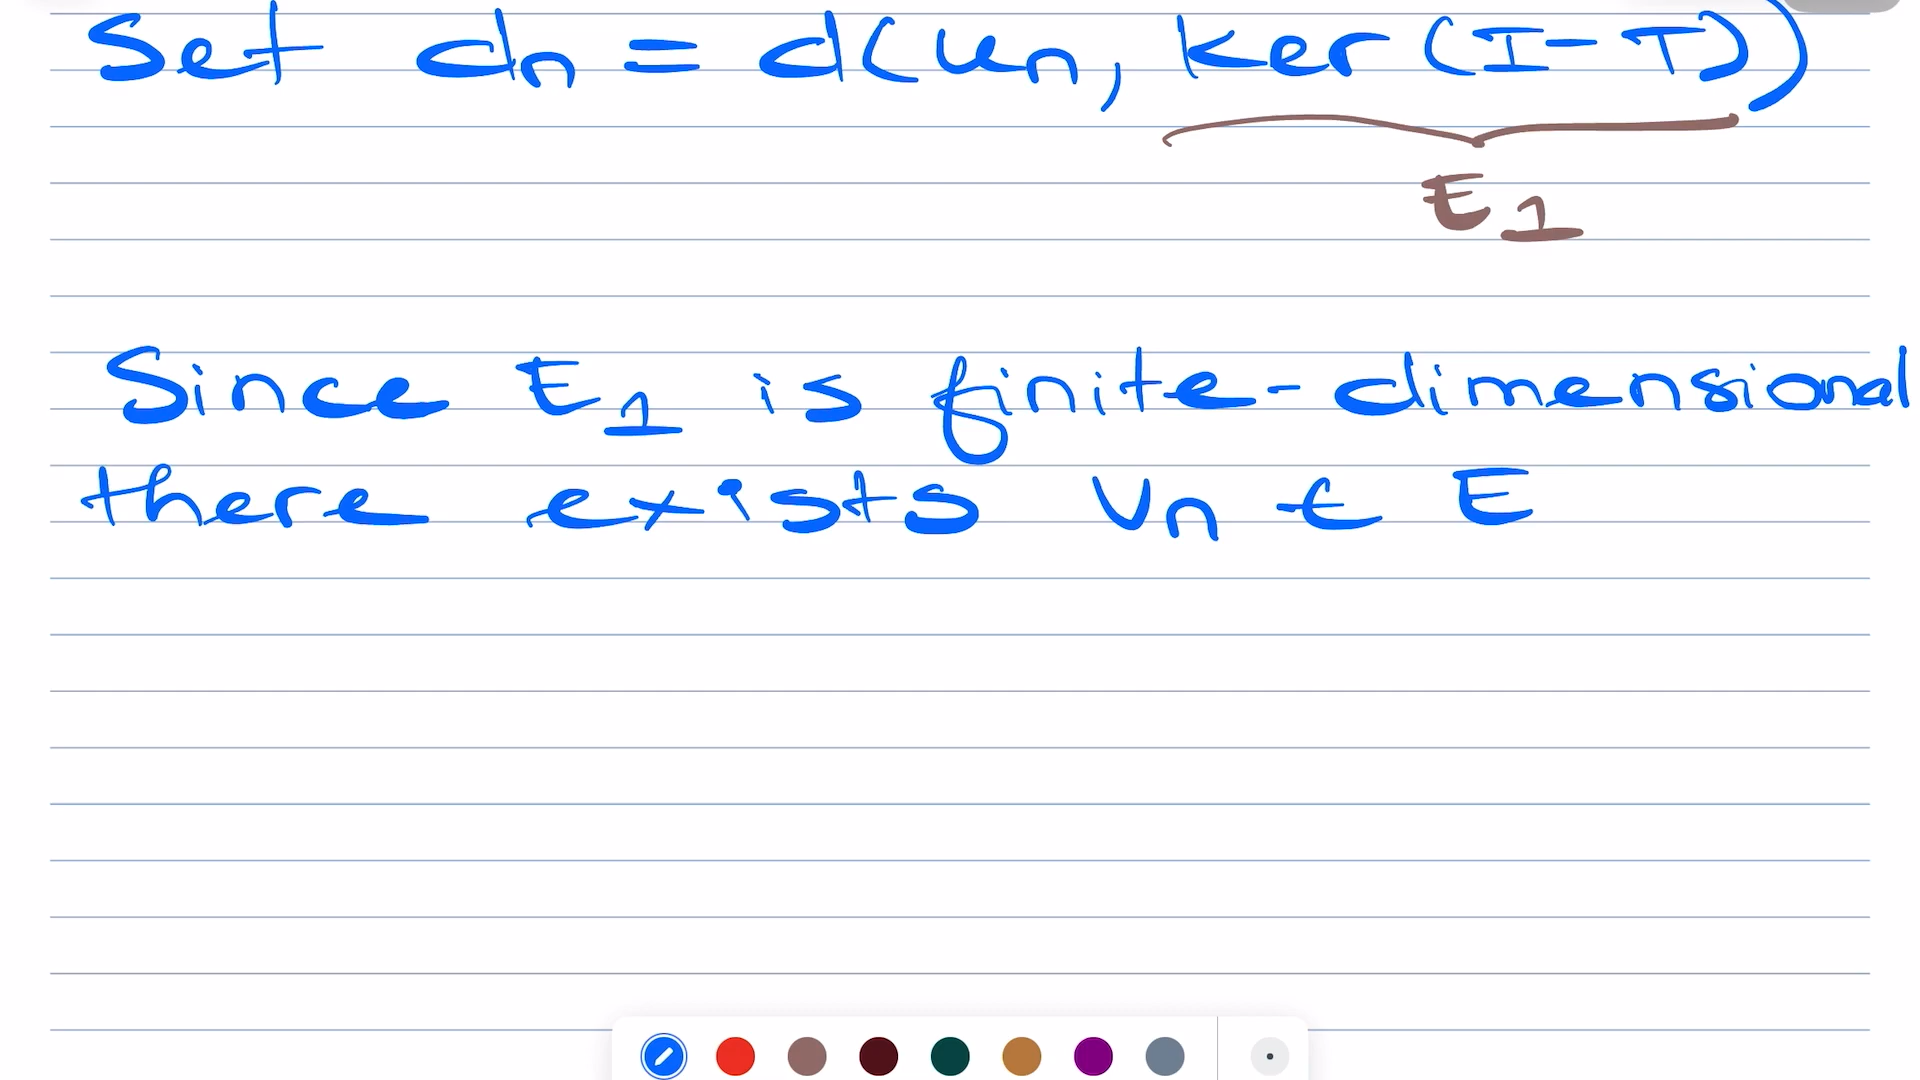 Set dn = d(un, ker(I-T))
E1
Since E1 is finite-dimensional
there exists vn ∈ E